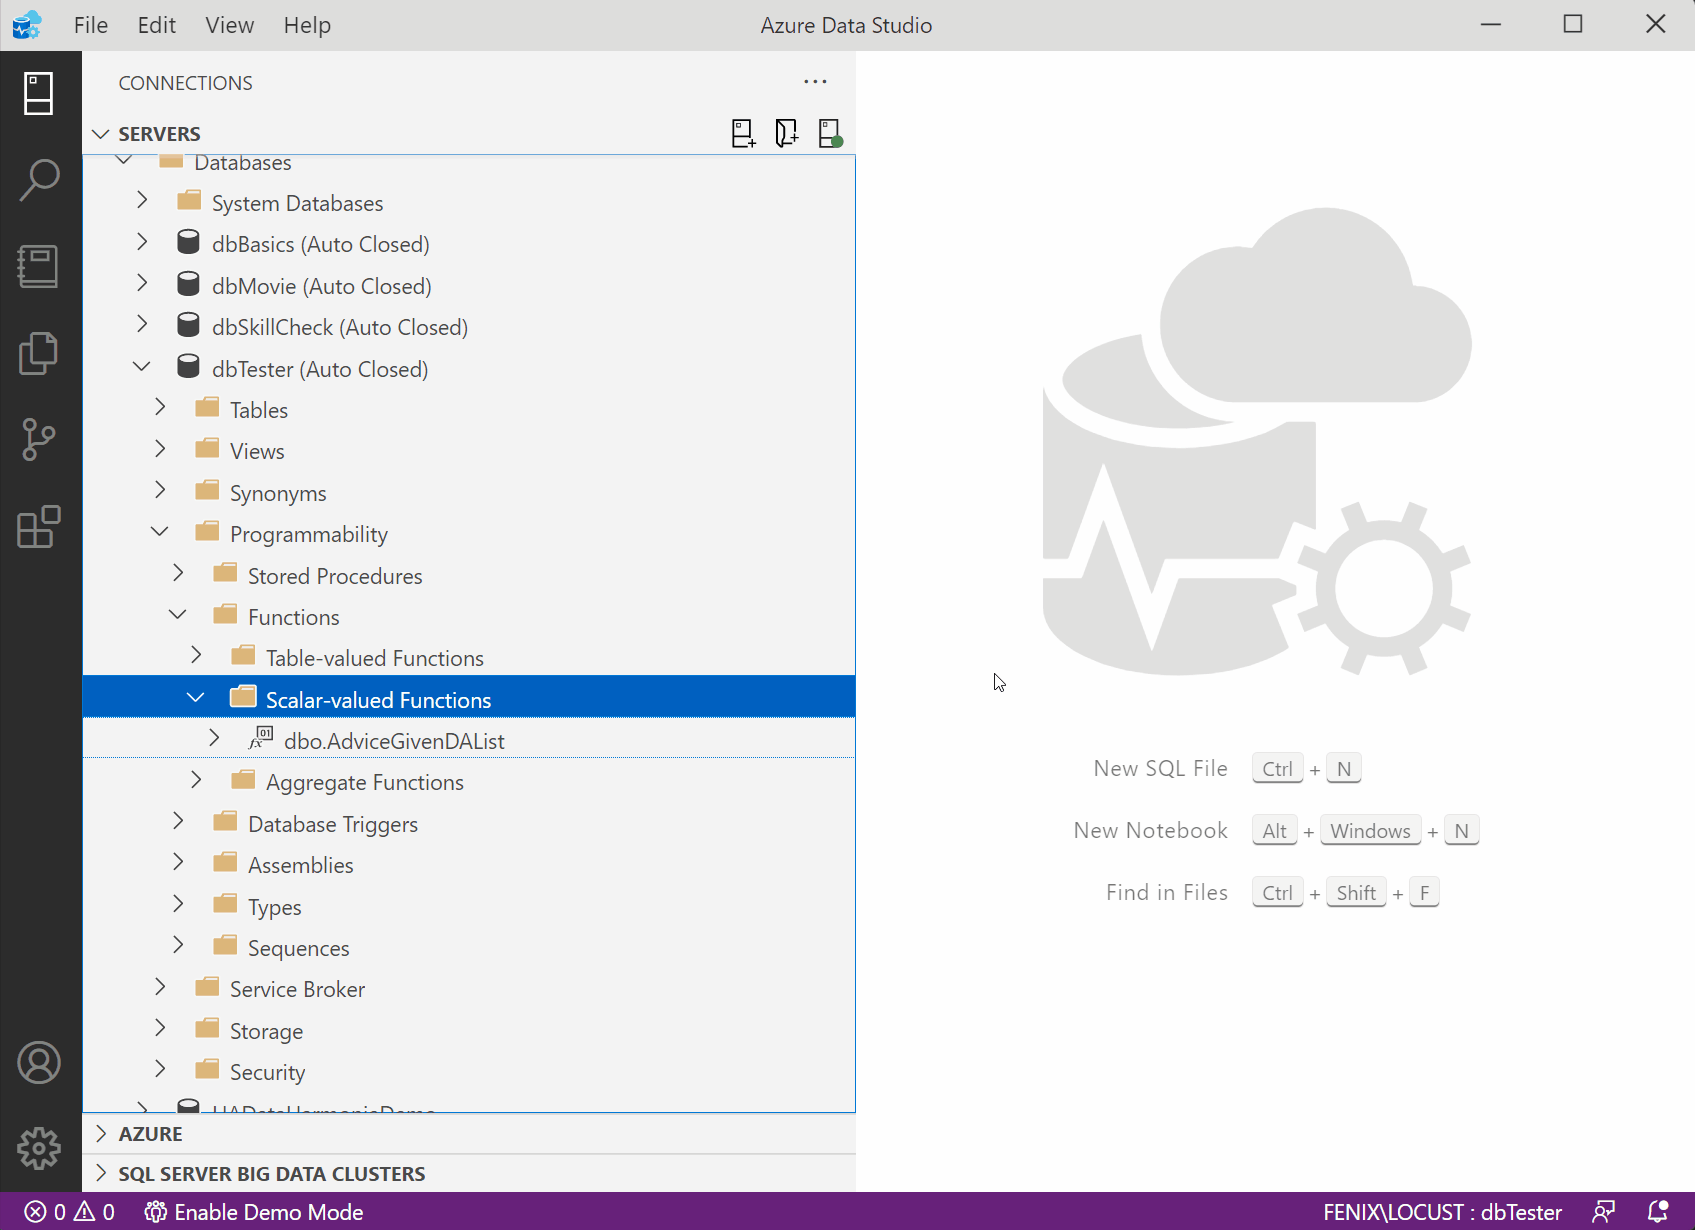 File Edit View Help
Azure Data Studio
CONNECTIONS
SERVERS
Databases
System Databases
dbBasics (Auto Closed)
dbMovie (Auto Closed)
dbSkillCheck (Auto Closed)
dbTester (Auto Closed)
Tables
Views
Synonyms
Programmability
Stored Procedures
Functions
Table-valued Functions
Scalar-valued Functions
dbo.AdviceGivenDAList
Aggregate Functions
Database Triggers
Assemblies
Types
Sequences
Service Broker
Storage
Security
AZURE
SQL SERVER BIG DATA CLUSTERS
New SQL File Ctrl + N
New Notebook Alt + Windows + N
Find in Files Ctrl + Shift + F
0 0 Enable Demo Mode
FENIX\LOCUST : dbTester